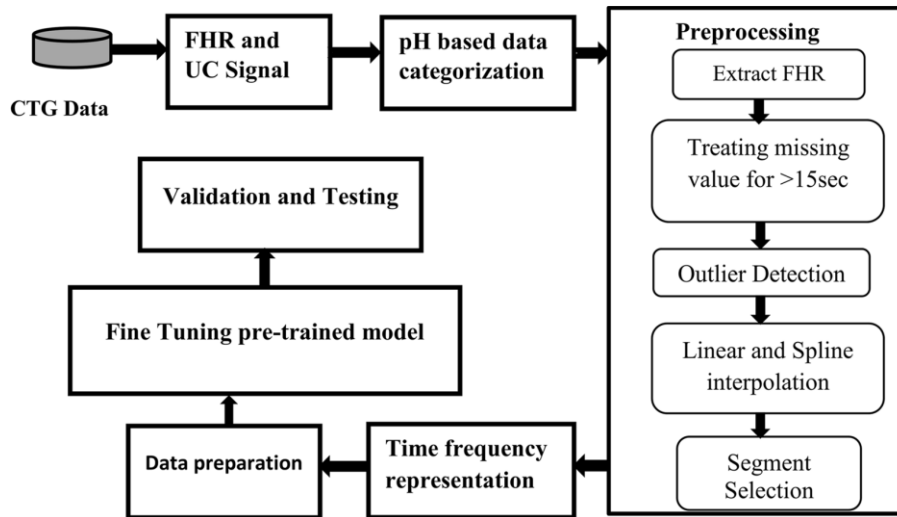 CTG Data
FHR and
UC Signal
pH based data
categorization
Preprocessing
Extract FHR
Treating missing
value for >15sec
Outlier Detection
Linear and Spline
interpolation
Segment
Selection
Time frequency
representation
Data preparation
Fine Tuning pre-trained model
Validation and Testing